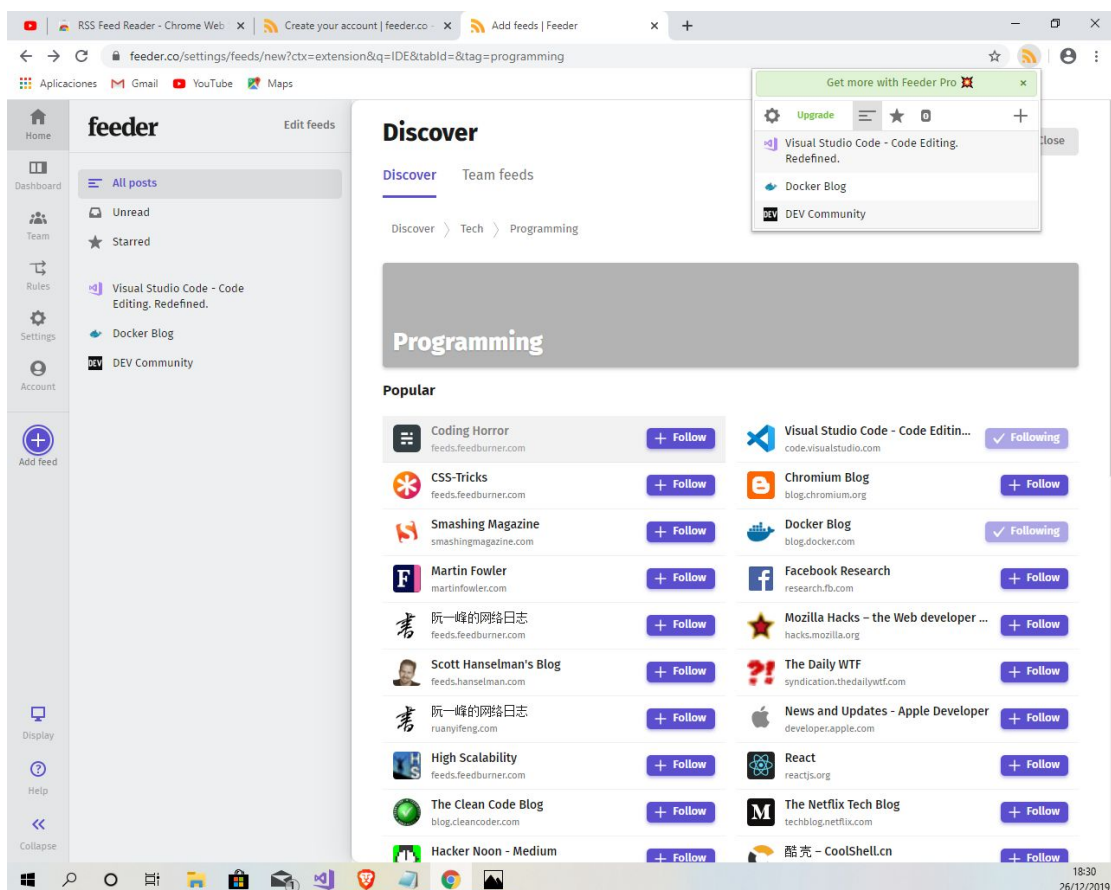 RSS Feed Reader - Chrome Web
Create your account | feeder.co -
Add feeds | Feeder
feeder.co/settings/feeds/new?ctx=extension&q=IDE&tabId=&tag=programming
Aplicaciones
Gmail
YouTube
Maps
Get more with Feeder Pro
Upgrade
0
Visual Studio Code - Code Editing.
Redefined.
Docker Blog
DEV
DEV Community
Close
Home
Dashboard
Team
Rules
Settings
Account
Add feed
Display
Help
Collapse
feeder
Edit feeds
All posts
Unread
Starred
Visual Studio Code - Code
Editing. Redefined.
Docker Blog
DEV
DEV Community
Discover
Discover
Team feeds
Discover
Tech
Programming
Programming
Popular
Coding Horror
feeds.feedburner.com
Follow
Visual Studio Code - Code Editin...
code.visualstudio.com
Following
CSS-Tricks
feeds.feedburner.com
Follow
Chromium Blog
blog.chromium.org
Follow
Smashing Magazine
smashingmagazine.com
Follow
Docker Blog
blog.docker.com
Following
F
Martin Fowler
martinfowler.com
Follow
Facebook Research
research.fb.com
Follow
阮一峰的网络日志
feeds.feedburner.com
Follow
Mozilla Hacks – the Web developer ...
hacks.mozilla.org
Follow
Scott Hanselman's Blog
feeds.hanselman.com
Follow
The Daily WTF
syndication.thedailywtf.com
Follow
阮一峰的网络日志
ruanyifeng.com
Follow
News and Updates - Apple Developer
developer.apple.com
Follow
High Scalability
feeds.feedburner.com
Follow
React
reactjs.org
Follow
The Clean Code Blog
blog.cleancoder.com
Follow
M
The Netflix Tech Blog
techblog.netflix.com
Follow
Hacker Noon - Medium
Follow
酷 壳 – CoolShell.cn
Follow
18:30
26/12/2019